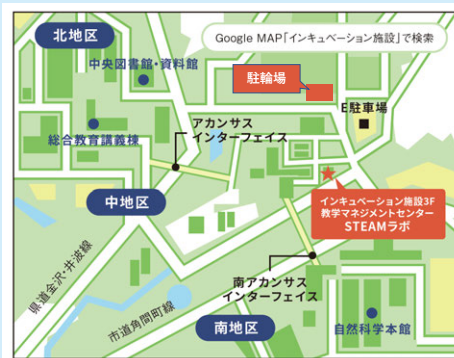 北地区
Google MAP「インキュベーション施設」で検索
中央図書館・資料館
駐輪場
E駐車場
アカンサス
インターフェイス
総合教育講義棟
インキュベーション施設3F
教学マネジメントセンター
STEAMラボ
中地区
県道金沢・井波線
南アカンサス
インターフェイス
市道角間町線
南地区
自然科学本館